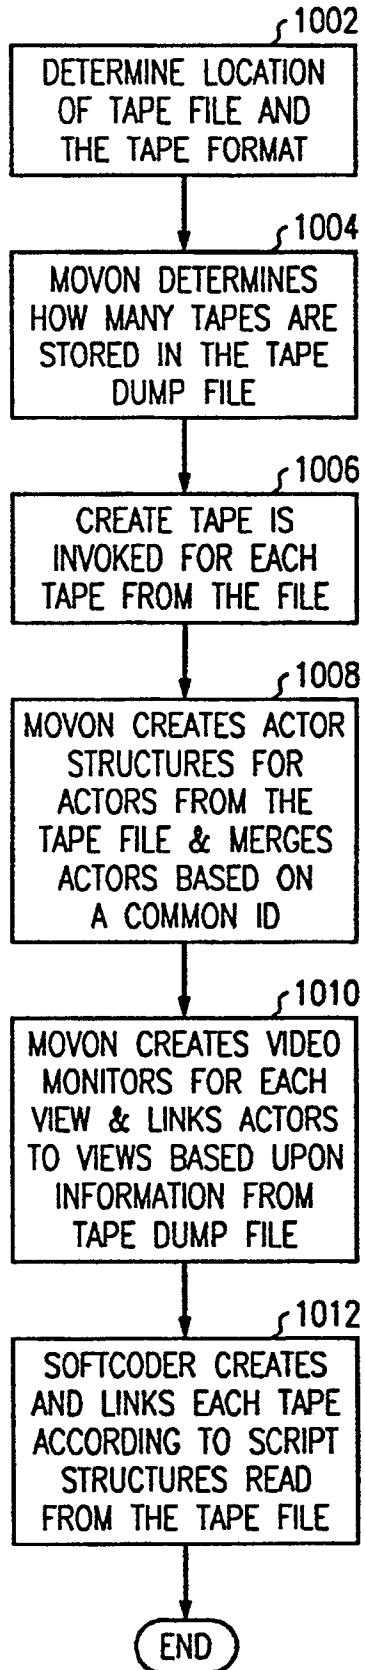 1002
DETERMINE LOCATION
OF TAPE FILE AND
THE TAPE FORMAT
1004
MOVON DETERMINES
HOW MANY TAPES ARE
STORED IN THE TAPE
DUMP FILE
1006
CREATE TAPE IS
INVOKED FOR EACH
TAPE FROM THE FILE
1008
MOVON CREATES ACTOR
STRUCTURES FOR
ACTORS FROM THE
TAPE FILE & MERGES
ACTORS BASED ON
A COMMON ID
1010
MOVON CREATES VIDEO
MONITORS FOR EACH
VIEW & LINKS ACTORS
TO VIEWS BASED UPON
INFORMATION FROM
TAPE DUMP FILE
1012
SOFTCODER CREATES
AND LINKS EACH TAPE
ACCORDING TO SCRIPT
STRUCTURES READ
FROM THE TAPE FILE
END